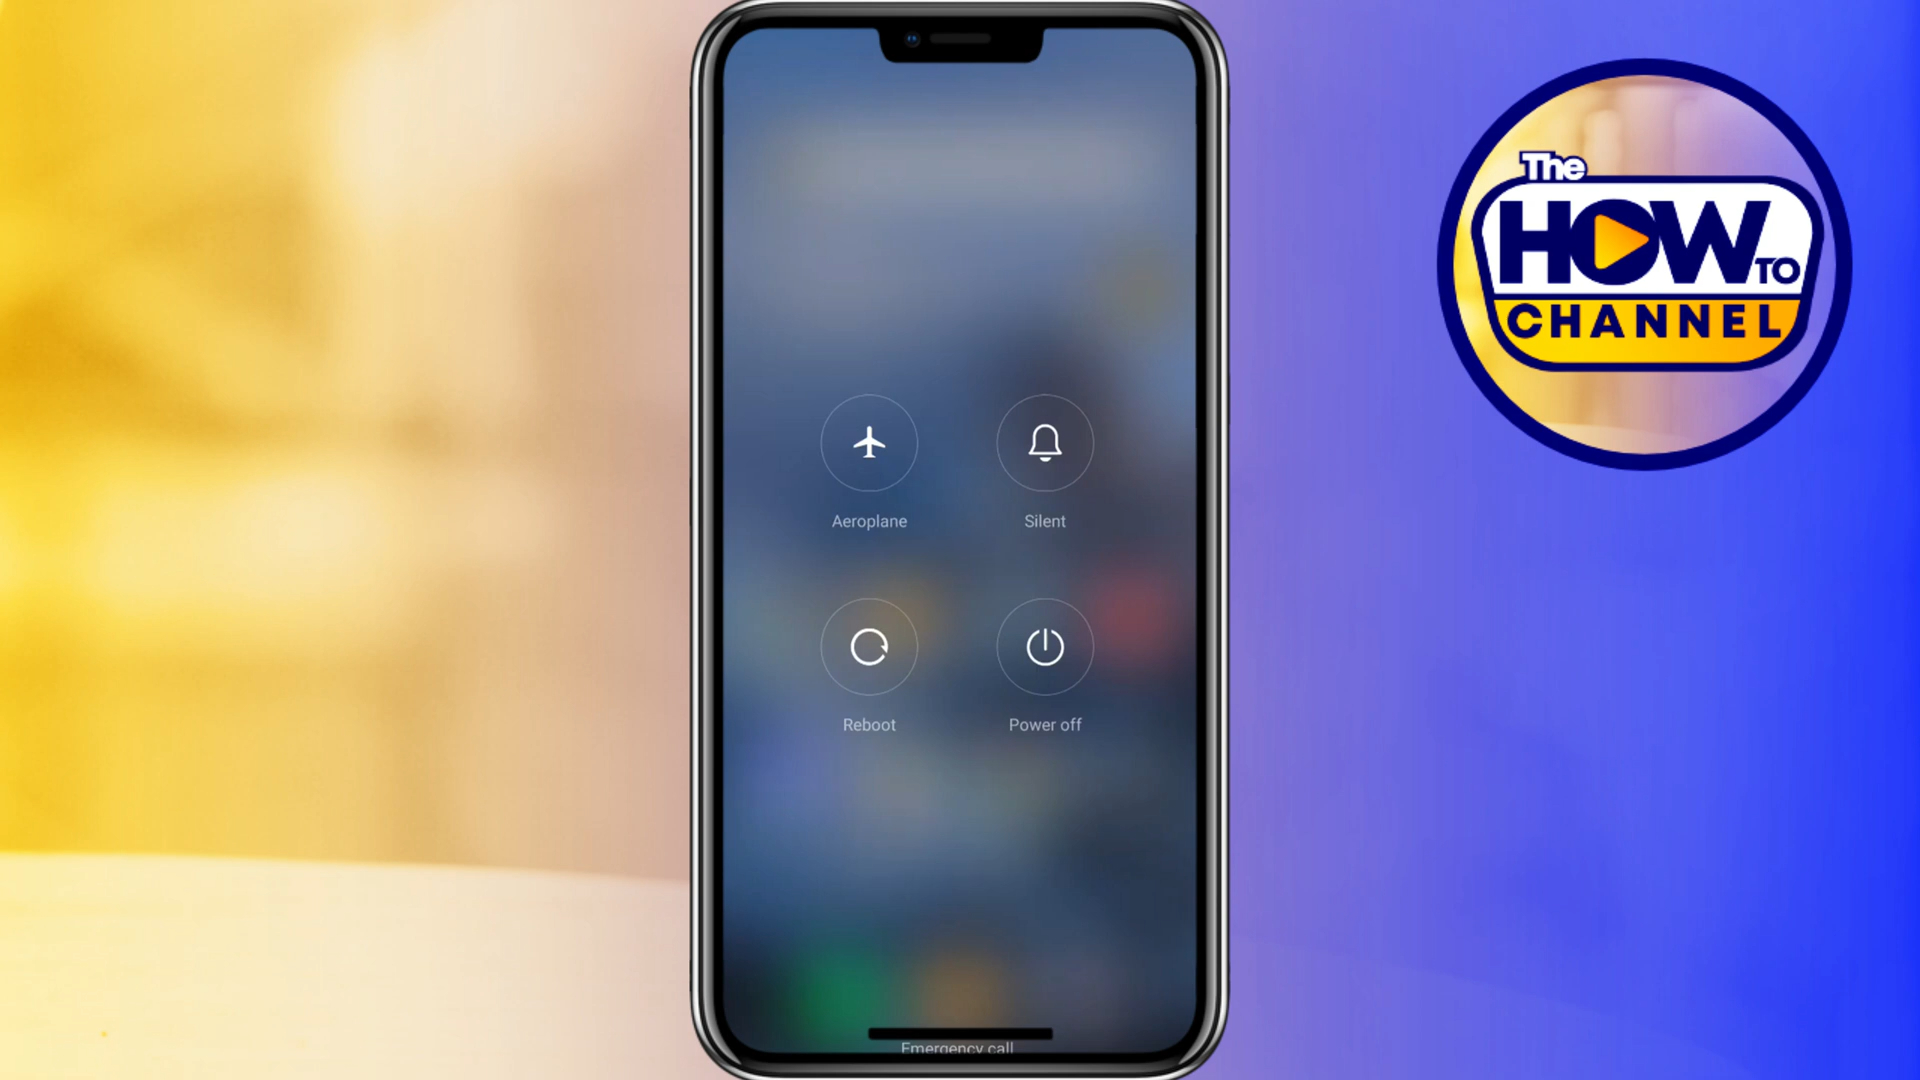 The
HOW TO
CHANNEL
Aeroplane
Silent
Reboot
Power off
Emergency call